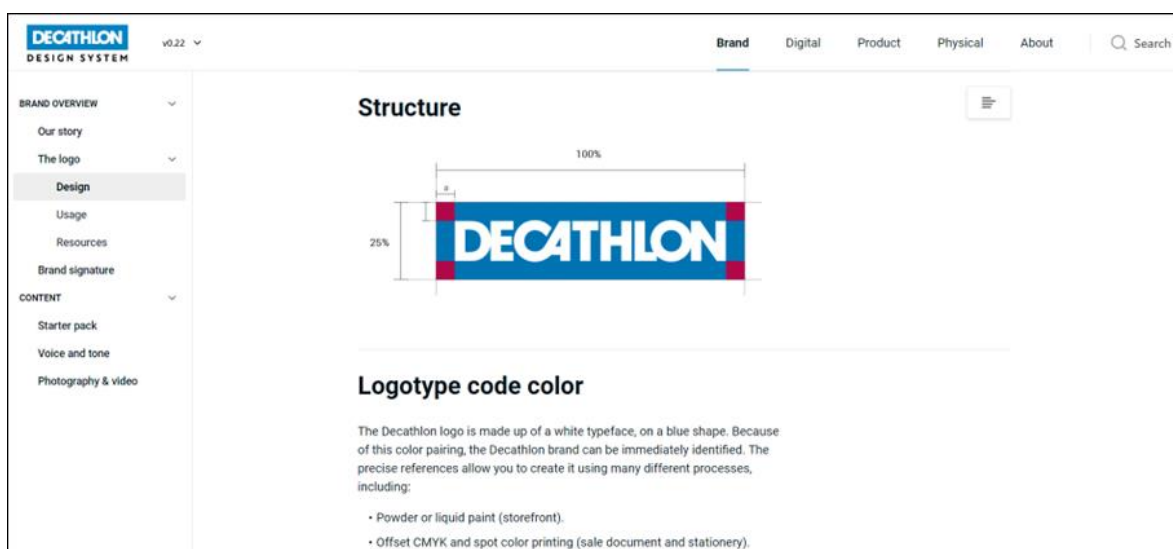 DECATHLON
DESIGN SYSTEM
v0.22
Brand Digital Product Physical About Search
BRAND OVERVIEW
Our story
The logo
Design
Usage
Resources
Brand signature
CONTENT
Starter pack
Voice and tone
Photography & video
Structure
100%
a
25%
DECATHLON
Logotype code color
The Decathlon logo is made up of a white typeface, on a blue shape. Because
of this color pairing, the Decathlon brand can be immediately identified. The
precise references allow you to create it using many different processes,
including:
• Powder or liquid paint (storefront).
• Offset CMYK and spot color printing (sale document and stationery).